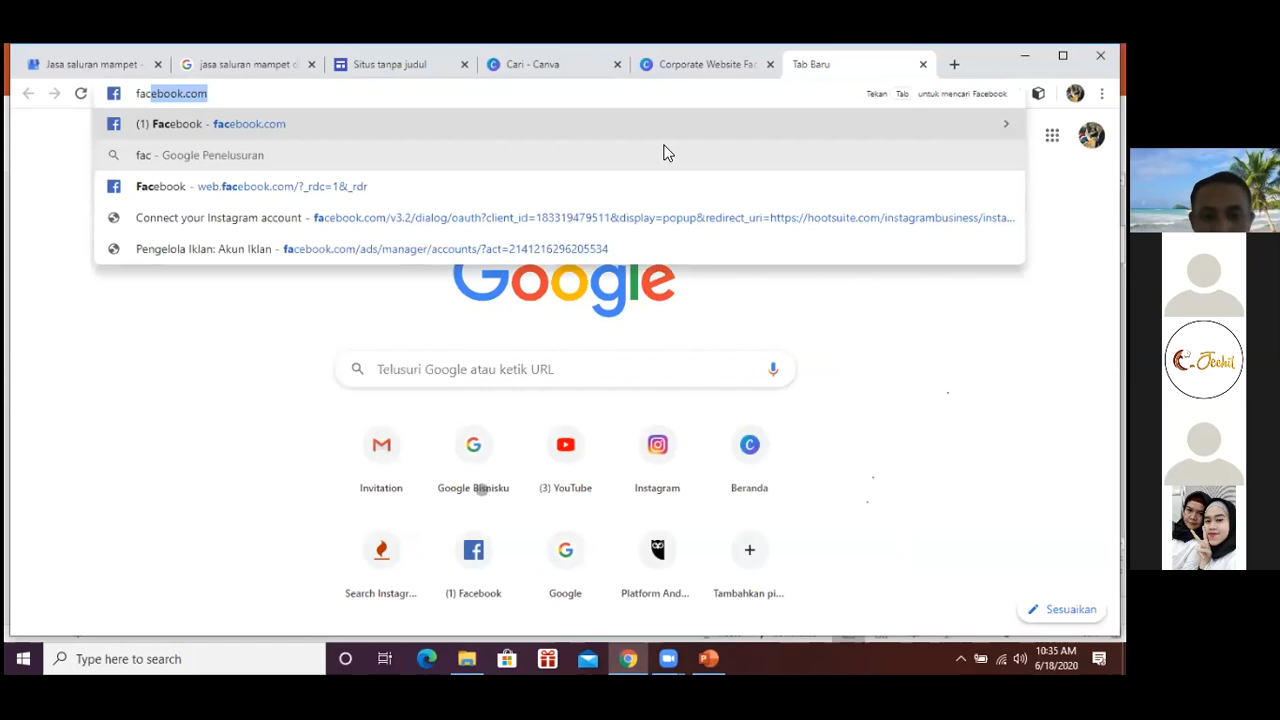 Jasa saluran mampet -
jasa saluran mampet d
Situs tanpa judul
Cari - Canva
Corporate Website Fac
Tab Baru
facebook.com
Tekan Tab untuk mencari Facebook
(1) Facebook - facebook.com
fac - Google Penelusuran
Facebook - web.facebook.com/?_rdc=1&_rdr
Connect your Instagram account - facebook.com/v3.2/dialog/oauth?client_id=183319479511&display=popup&redirect_uri=https://hootsuite.com/instagrambusiness/insta...
Pengelola Iklan: Akun Iklan - facebook.com/ads/manager/accounts/?act=2141216296205534
Google
Telusuri Google atau ketik URL
Invitation
Google Bisnisku
(3) YouTube
Instagram
Beranda
Search Instagr...
(1) Facebook
Google
Platform And...
Tambahkan pi...
Sesuaikan
Type here to search
10:35 AM
6/18/2020